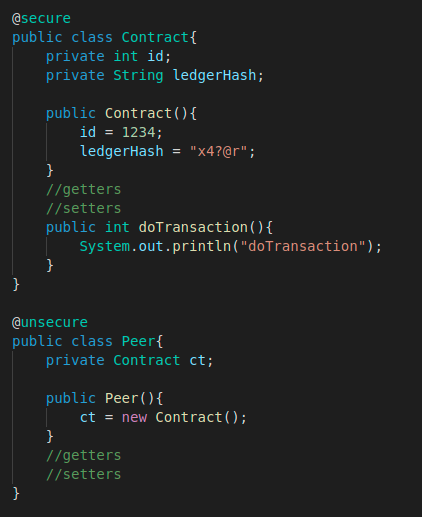 @secure
public class Contract{
    private int id;
    private String ledgerHash;

    public Contract(){
        id = 1234;
        ledgerHash = "x4?@r";
    }
    //getters
    //setters
    public int doTransaction(){
        System.out.println("doTransaction");
    }
}

@unsecure
public class Peer{
    private Contract ct;

    public Peer(){
        ct = new Contract();
    }
    //getters
    //setters
}